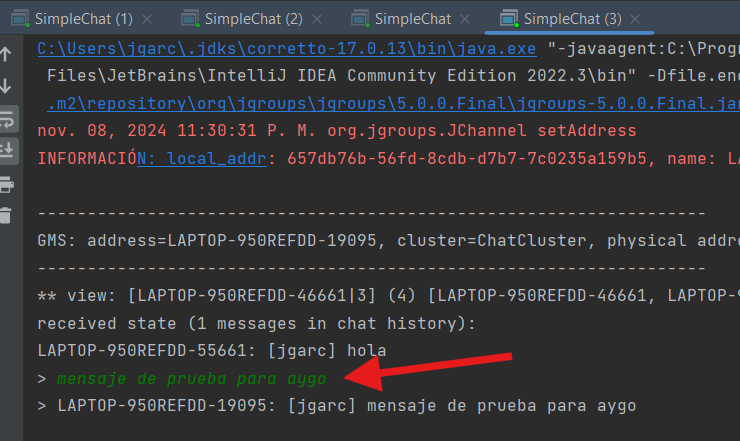 SimpleChat (1) SimpleChat (2) SimpleChat SimpleChat (3)
C:\Users\jgarc\.jdks\corretto-17.0.13\bin\java.exe "-javaagent:C:\Prog
Files\JetBrains\IntelliJ IDEA Community Edition 2022.3\bin" -Dfile.enc
.m2\repository\org\jgroups\jgroups\5.0.0.Final\jgroups-5.0.0.Final.jar
nov. 08, 2024 11:30:31 P. M. org.jgroups.JChannel setAddress
INFORMACIÓN: local_addr: 657db76b-56fd-8cdb-d7b7-7c0235a159b5, name: LA
-------------------------------------------------------------------
GMS: address=LAPTOP-950REFDD-19095, cluster=ChatCluster, physical addre
-------------------------------------------------------------------
** view: [LAPTOP-950REFDD-46661|3] (4) [LAPTOP-950REFDD-46661, LAPTOP-9
received state (1 messages in chat history):
LAPTOP-950REFDD-55661: [jgarc] hola
> mensaje de prueba para aygo
> LAPTOP-950REFDD-19095: [jgarc] mensaje de prueba para aygo